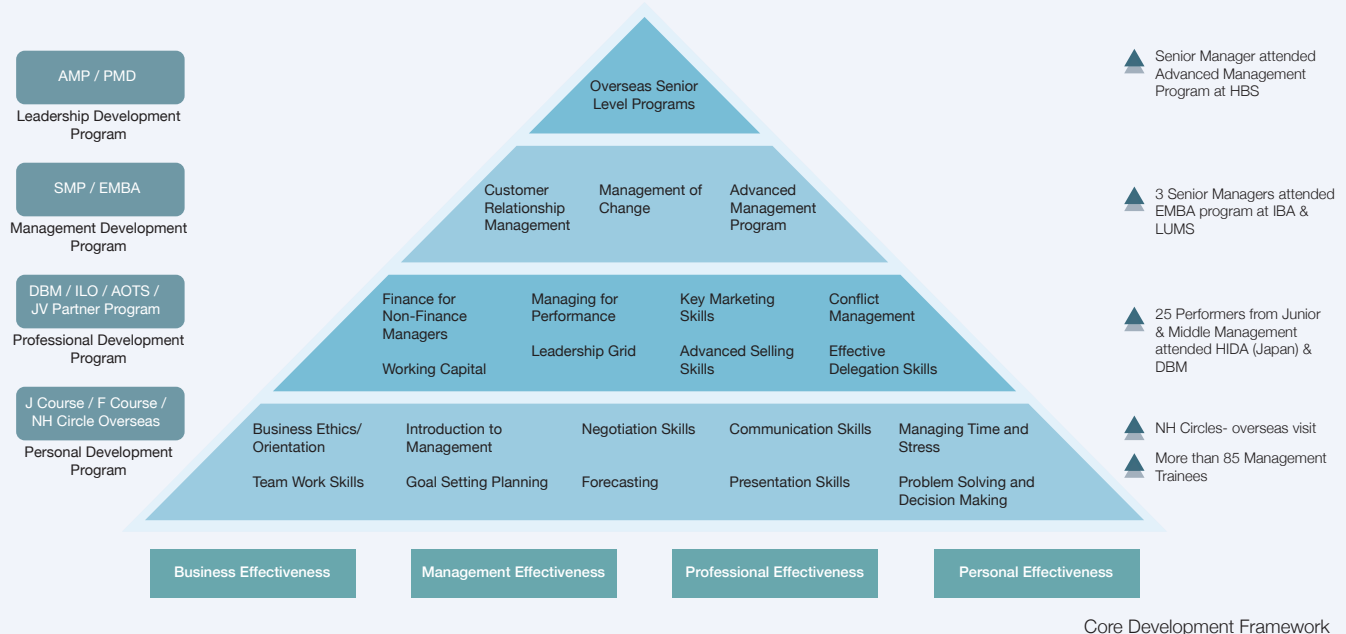 AMP / PMD
Leadership Development
Program
SMP / EMBA
Management Development
Program
DBM / ILO / AOTS /
JV Partner Program
Professional Development
Program
J Course / F Course /
NH Circle Overseas
Personal Development
Program
Overseas Senior
Level Programs
Customer
Relationship
Management
Management of
Change
Advanced
Management
Program
Finance for
Non-Finance
Managers
Working Capital
Managing for
Performance
Leadership Grid
Key Marketing
Skills
Advanced Selling
Skills
Conflict
Management
Effective
Delegation Skills
Business Ethics/
Orientation
Team Work Skills
Introduction to
Management
Goal Setting Planning
Negotiation Skills
Forecasting
Communication Skills
Presentation Skills
Managing Time and
Stress
Problem Solving and
Decision Making
Senior Manager attended
Advanced Management
Program at HBS
3 Senior Managers attended
EMBA program at IBA &
LUMS
25 Performers from Junior
& Middle Management
attended HIDA (Japan) &
DBM
NH Circles- overseas visit
More than 85 Management
Trainees
Business Effectiveness
Management Effectiveness
Professional Effectiveness
Personal Effectiveness
Core Development Framework